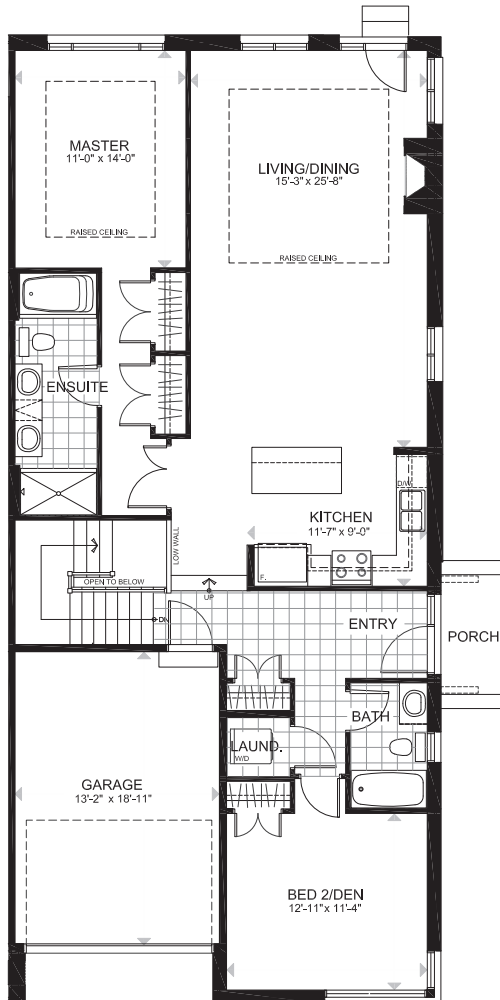 MASTER
11'-0" x 14'-0"
RAISED CEILING
LIVING/DINING
15'-3" x 25'-8"
RAISED CEILING
ENSUITE
D/W
KITCHEN
11'-7" x 9'-0"
LOW WALL
F.
OPEN TO BELOW
UP
DN
ENTRY
PORCH
BATH
LAUND.
W/D
GARAGE
13'-2" x 18'-11"
BED 2/DEN
12'-11" x 11'-4"